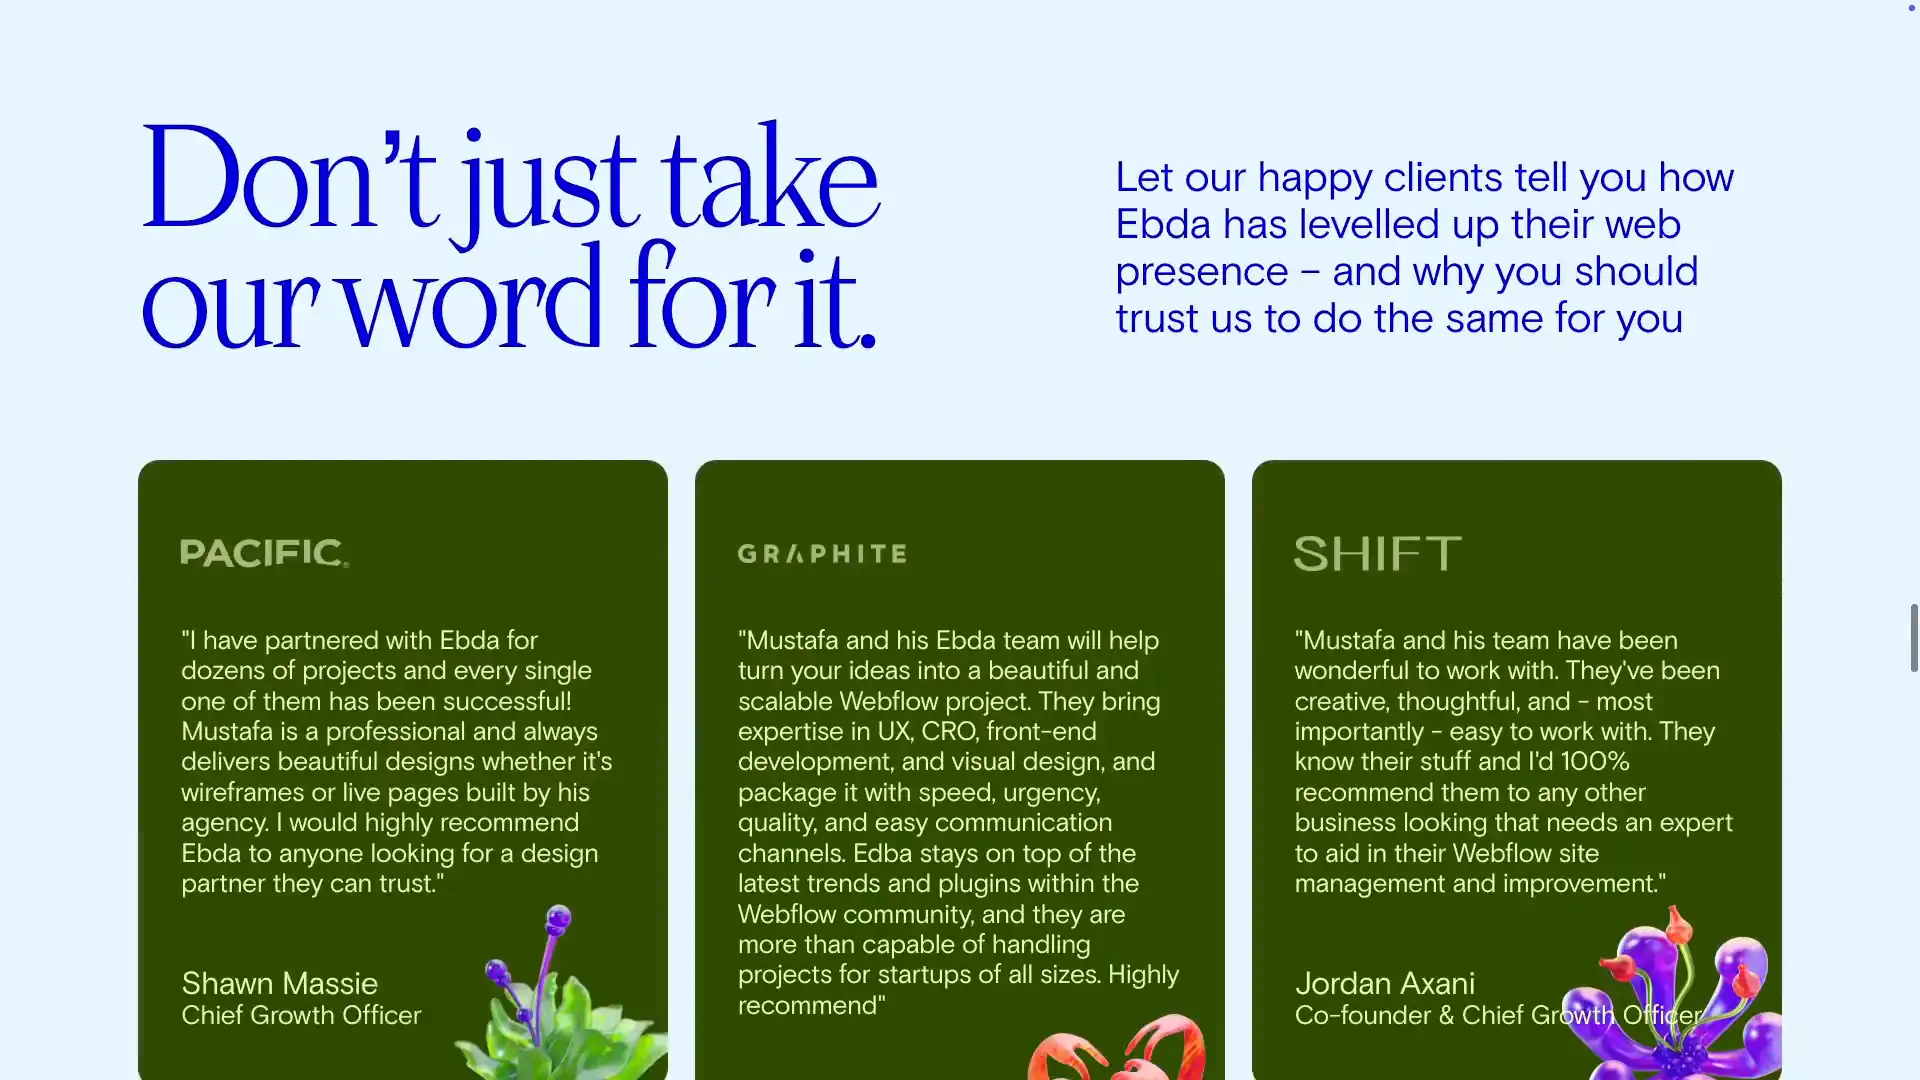 Don’t just take
our word for it.
Let our happy clients tell you how
Ebda has levelled up their web
presence – and why you should
trust us to do the same for you
PACIFIC®
"I have partnered with Ebda for
dozens of projects and every single
one of them has been successful!
Mustafa is a professional and always
delivers beautiful designs whether it's
wireframes or live pages built by his
agency. I would highly recommend
Ebda to anyone looking for a design
partner they can trust."
Shawn Massie
Chief Growth Officer
GRAPHITE
"Mustafa and his Ebda team will help
turn your ideas into a beautiful and
scalable Webflow project. They bring
expertise in UX, CRO, front-end
development, and visual design, and
package it with speed, urgency,
quality, and easy communication
channels. Edba stays on top of the
latest trends and plugins within the
Webflow community, and they are
more than capable of handling
projects for startups of all sizes. Highly
recommend"
SHIFT
"Mustafa and his team have been
wonderful to work with. They've been
creative, thoughtful, and - most
importantly - easy to work with. They
know their stuff and I'd 100%
recommend them to any other
business looking that needs an expert
to aid in their Webflow site
management and improvement."
Jordan Axani
Co-founder & Chief Growth Officer